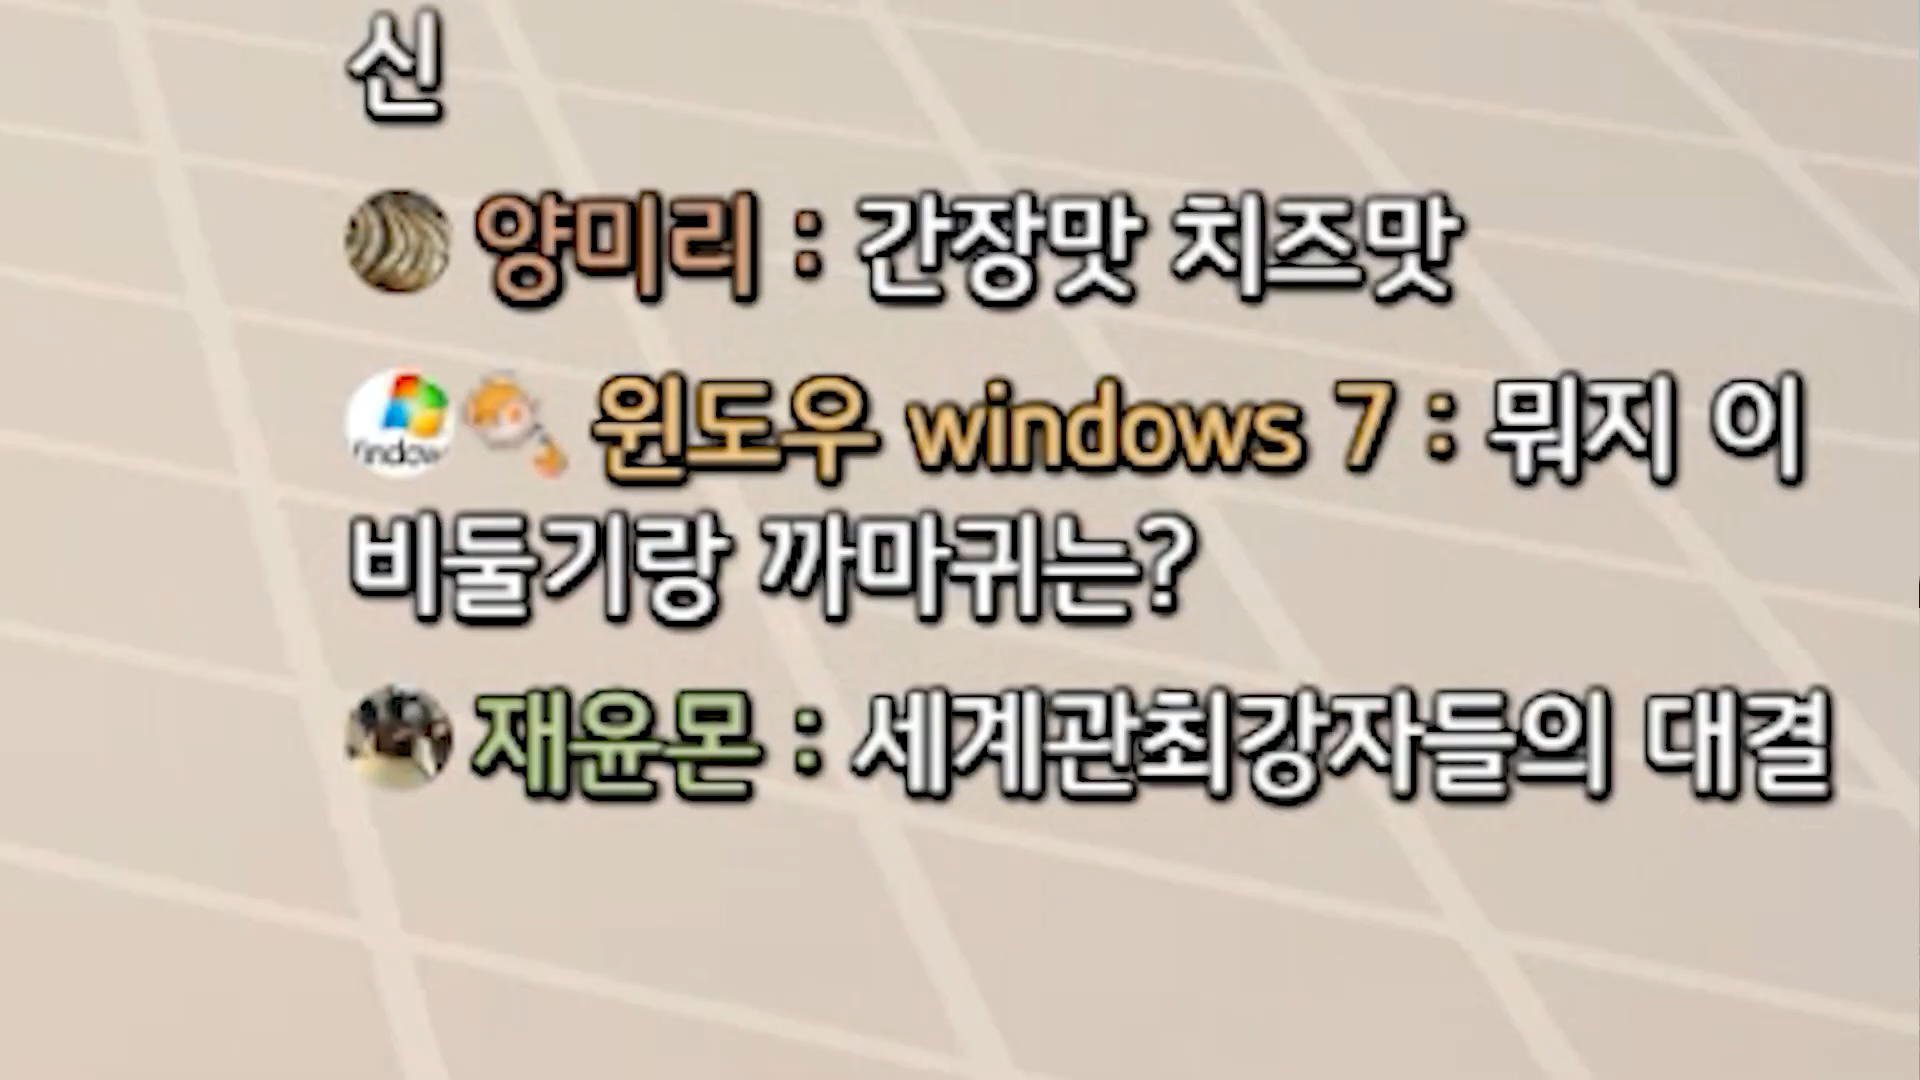 신
양미리 : 간장맛 치즈맛
윈도우 windows 7 : 뭐지 이
비둘기랑 까마귀는?
재윤몬 : 세계관최강자들의 대결